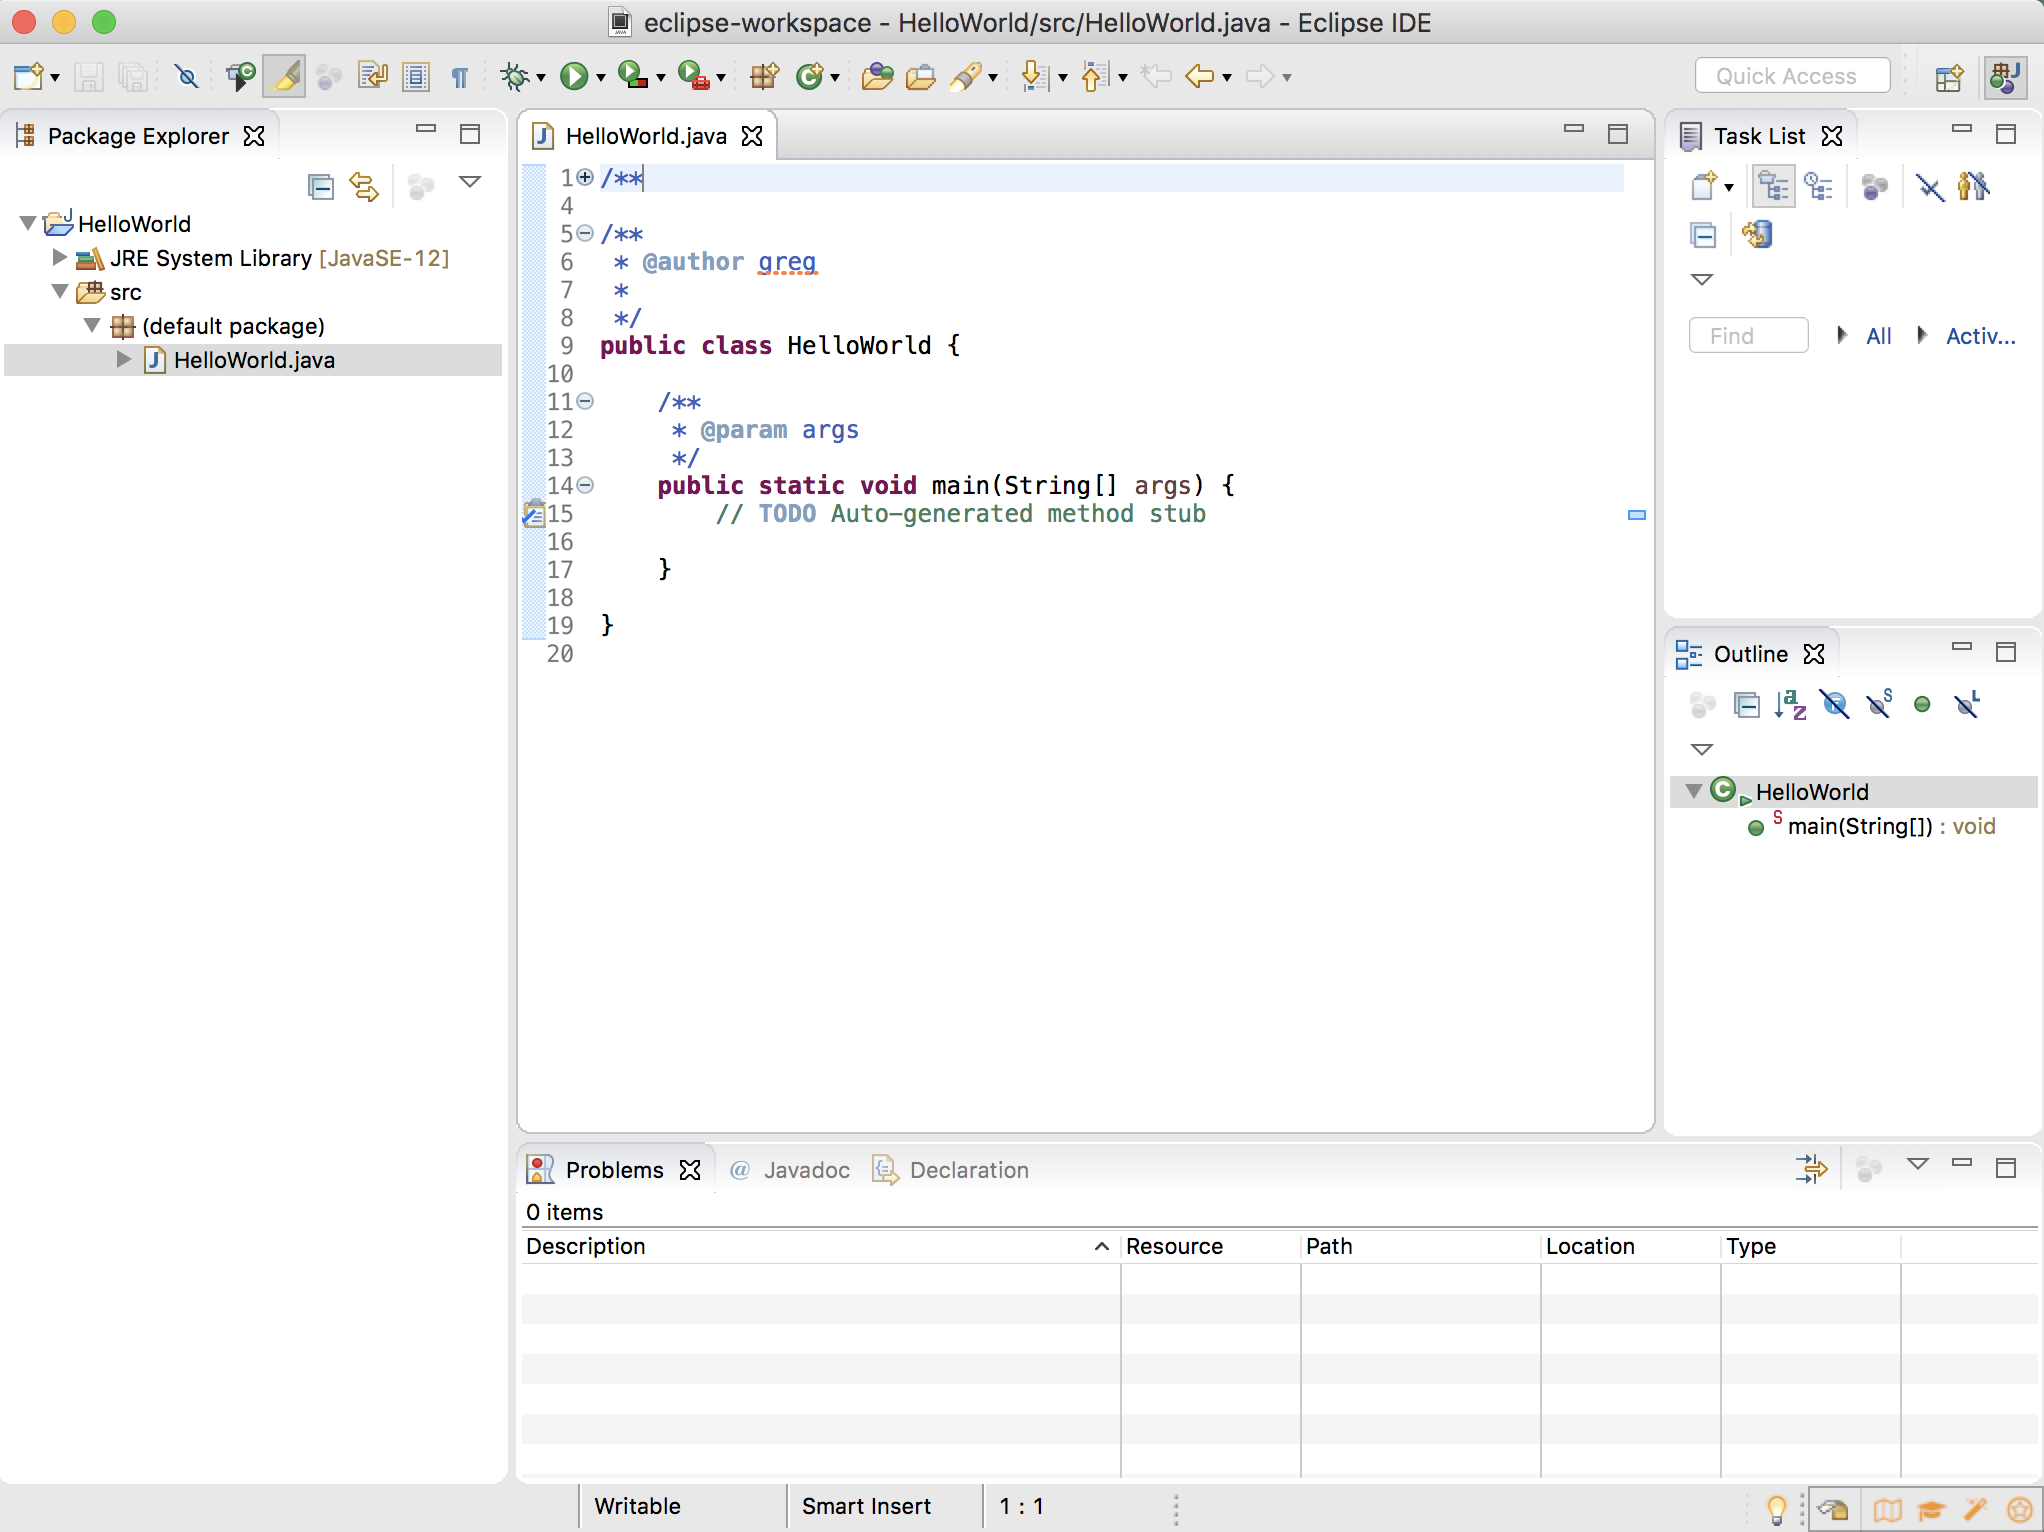 eclipse-workspace - HelloWorld/src/HelloWorld.java - Eclipse IDE
Quick Access
Package Explorer
HelloWorld
JRE System Library [JavaSE-12]
src
(default package)
HelloWorld.java
HelloWorld.java
1 /**
4
5 /**
6  * @author greg
7  *
8  */
9 public class HelloWorld {
10
11     /**
12      * @param args
13      */
14     public static void main(String[] args) {
15         // TODO Auto-generated method stub
16
17     }
18
19 }
20
Task List
Find
All
Activ...
Outline
HelloWorld
main(String[]) : void
Problems
@ Javadoc
Declaration
0 items
Description Resource Path Location Type
Writable
Smart Insert
1 : 1